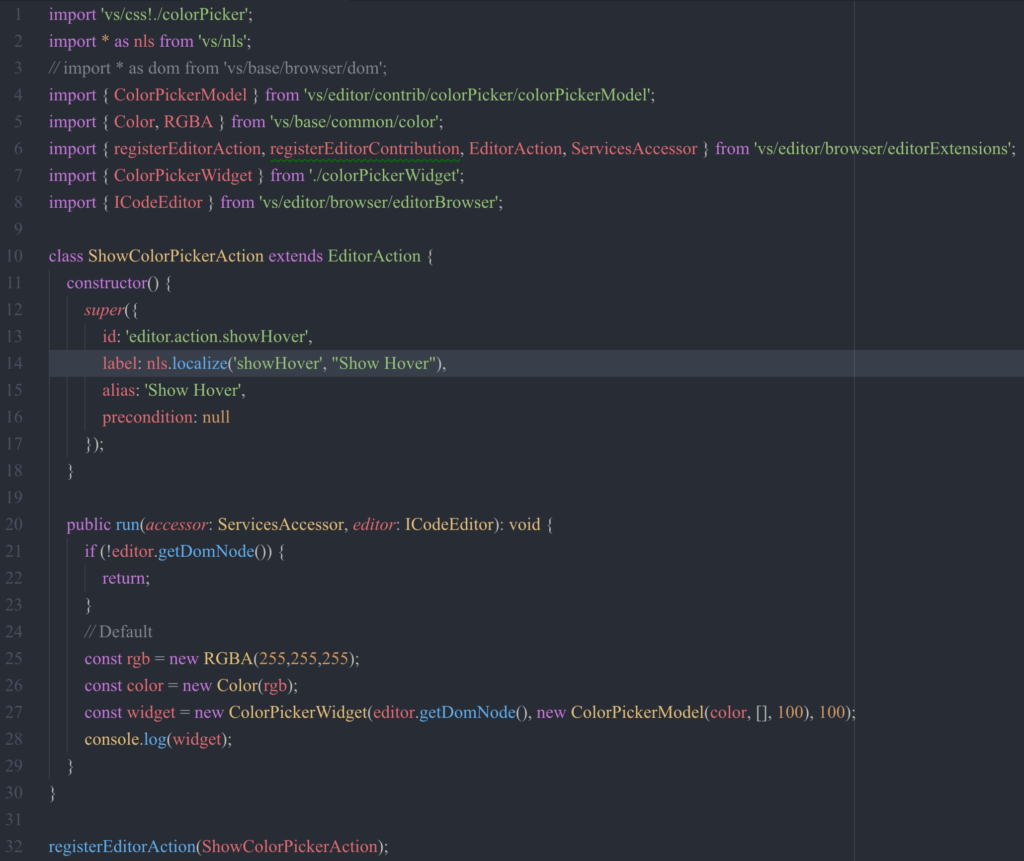 1 import 'vs/css!./colorPicker';
2 import * as nls from 'vs/nls';
3 // import * as dom from 'vs/base/browser/dom';
4 import { ColorPickerModel } from 'vs/editor/contrib/colorPicker/colorPickerModel';
5 import { Color, RGBA } from 'vs/base/common/color';
6 import { registerEditorAction, registerEditorContribution, EditorAction, ServicesAccessor } from 'vs/editor/browser/editorExtensions';
7 import { ColorPickerWidget } from './colorPickerWidget';
8 import { ICodeEditor } from 'vs/editor/browser/editorBrowser';
9
10 class ShowColorPickerAction extends EditorAction {
11 constructor() {
12 super({
13 id: 'editor.action.showHover',
14 label: nls.localize('showHover', "Show Hover"),
15 alias: 'Show Hover',
16 precondition: null
17 });
18 }
19
20 public run(accessor: ServicesAccessor, editor: ICodeEditor): void {
21 if (!editor.getDomNode()) {
22 return;
23 }
24 // Default
25 const rgb = new RGBA(255,255,255);
26 const color = new Color(rgb);
27 const widget = new ColorPickerWidget(editor.getDomNode(), new ColorPickerModel(color, [], 100), 100);
28 console.log(widget);
29 }
30 }
31
32 registerEditorAction(ShowColorPickerAction);